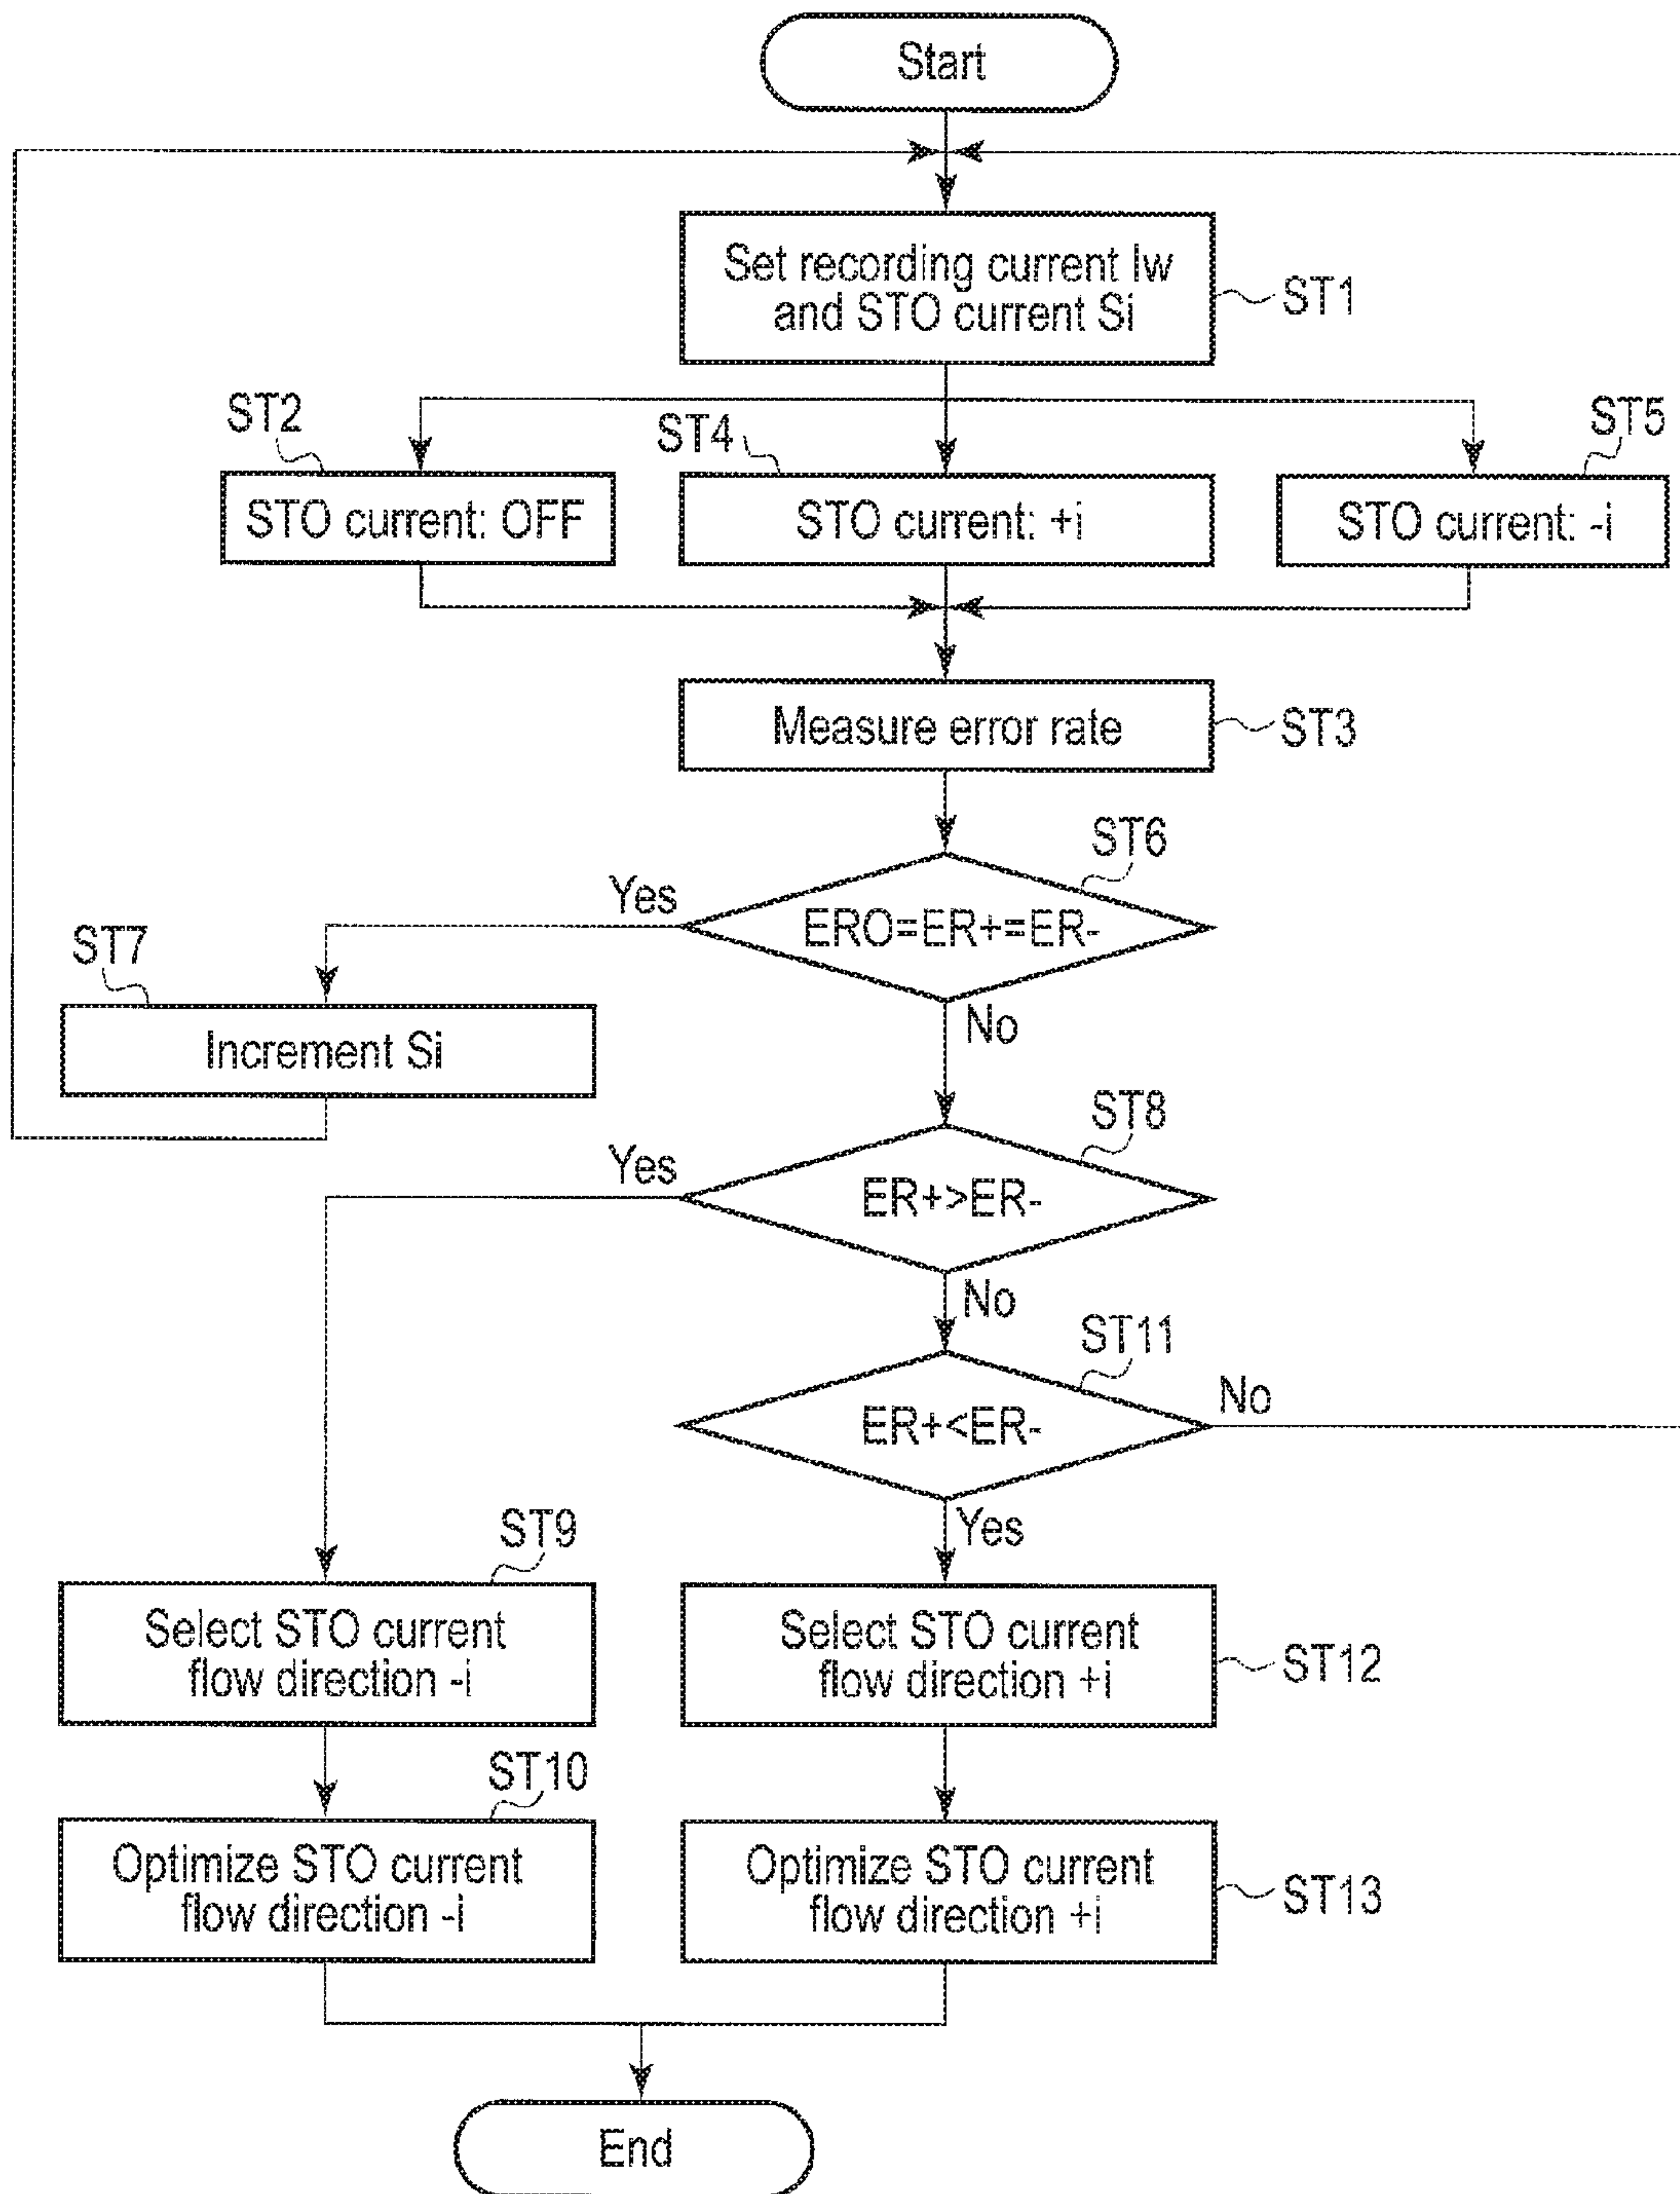 Start
Set recording current Iw
and STO current Si
ST1
ST2
ST4
ST5
STO current: OFF
STO current: +i
STO current: -i
Measure error rate
ST3
ST6
Yes
ERO=ER+=ER-
ST7
No
Increment Si
ST8
Yes
ER+>ER-
No
ST11
No
ER+<ER-
ST9
Yes
Select STO current
flow direction -i
Select STO current
flow direction +i
ST12
ST10
Optimize STO current
flow direction -i
Optimize STO current
flow direction +i
ST13
End